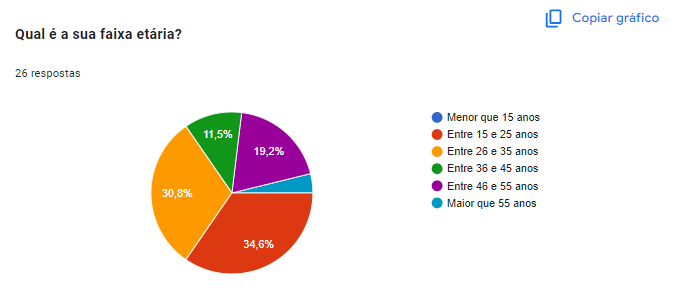 Copiar gráfico
Qual é a sua faixa etária?
26 respostas
11,5%
19,2%
30,8%
34,6%
Menor que 15 anos
Entre 15 e 25 anos
Entre 26 e 35 anos
Entre 36 e 45 anos
Entre 46 e 55 anos
Maior que 55 anos